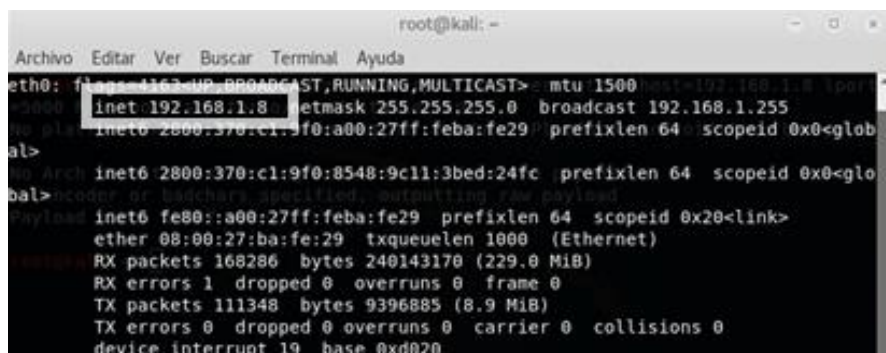 root@kali: ~
Archivo Editar Ver Buscar Terminal Ayuda
eth0: flags=4163<UP,BROADCAST,RUNNING,MULTICAST> mtu 1500
inet 192.168.1.8 netmask 255.255.255.0 broadcast 192.168.1.255
inet6 2800:370:c1:9f0:a00:27ff:feba:fe29 prefixlen 64 scopeid 0x0<glob
al>
inet6 2800:370:c1:9f0:8548:9c11:3bed:24fc prefixlen 64 scopeid 0x0<glo
bal>
inet6 fe80::a00:27ff:feba:fe29 prefixlen 64 scopeid 0x20<link>
ether 08:00:27:ba:fe:29 txqueuelen 1000 (Ethernet)
RX packets 168286 bytes 240143170 (229.0 MiB)
RX errors 1 dropped 0 overruns 0 frame 0
TX packets 111348 bytes 9396885 (8.9 MiB)
TX errors 0 dropped 0 overruns 0 carrier 0 collisions 0
device interrupt 19 base 0xd020